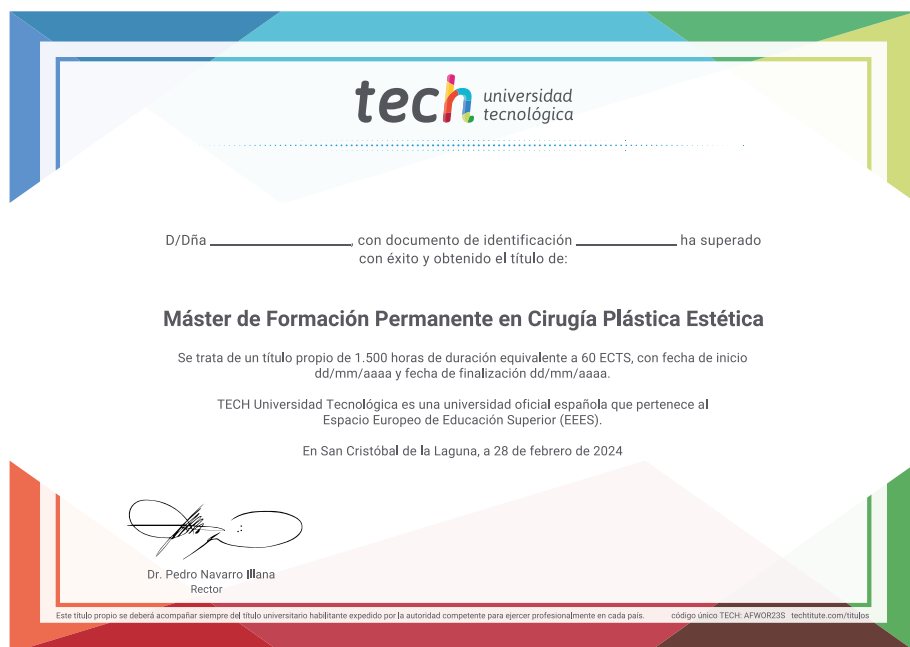 tech universidad
tecnológica
D/Dña ____________________, con documento de identificación ______________ ha superado
con éxito y obtenido el título de:
Máster de Formación Permanente en Cirugía Plástica Estética
Se trata de un título propio de 1.500 horas de duración equivalente a 60 ECTS, con fecha de inicio
dd/mm/aaaa y fecha de finalización dd/mm/aaaa.
TECH Universidad Tecnológica es una universidad oficial española que pertenece al
Espacio Europeo de Educación Superior (EEES).
En San Cristóbal de la Laguna, a 28 de febrero de 2024
Dr. Pedro Navarro Illana
Rector
Este título propio se deberá acompañar siempre del título universitario habilitante expedido por la autoridad competente para ejercer profesionalmente en cada país. código único TECH: AFWOR23S techtitute.com/titulos